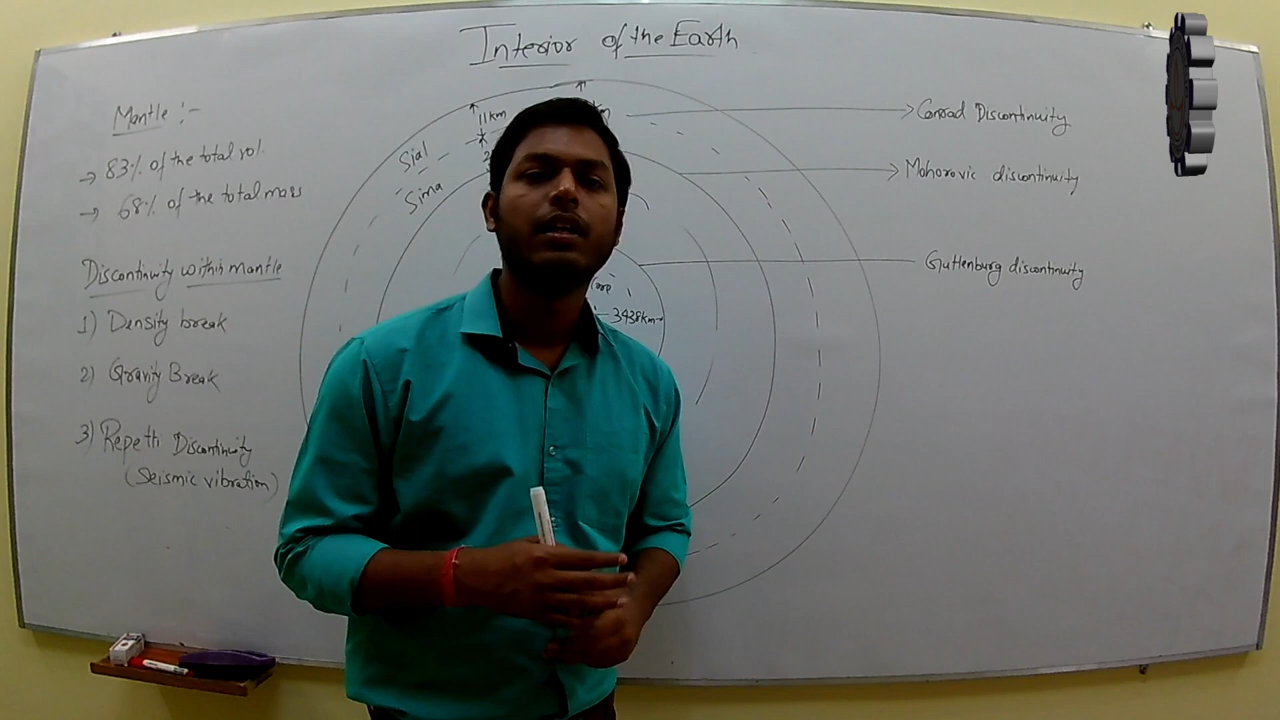 Interior of the Earth
Mantle :-
→ 83% of the total vol.
→ 68% of the total mass
Discontinuity within mantle
1) Density break
2) Gravity Break
3) Repetti Discontinuity
(Seismic vibration)
11km
Sial
Sima
3438km
Conrad Discontinuity
Mohorovic discontinuity
Guttenburg discontinuity